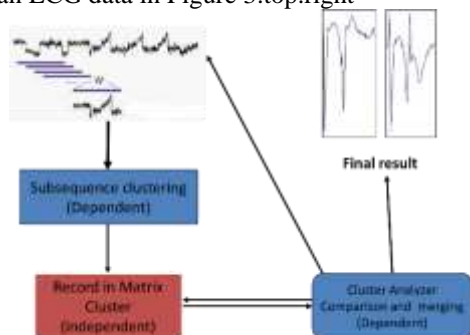 an ECG data in Figure 3.top.right
W
Final result
Subsequence clustering
(Dependent)
Record in Matrix
Cluster
(Independent)
Cluster Analyzer
Comparison and merging
(Dependent)